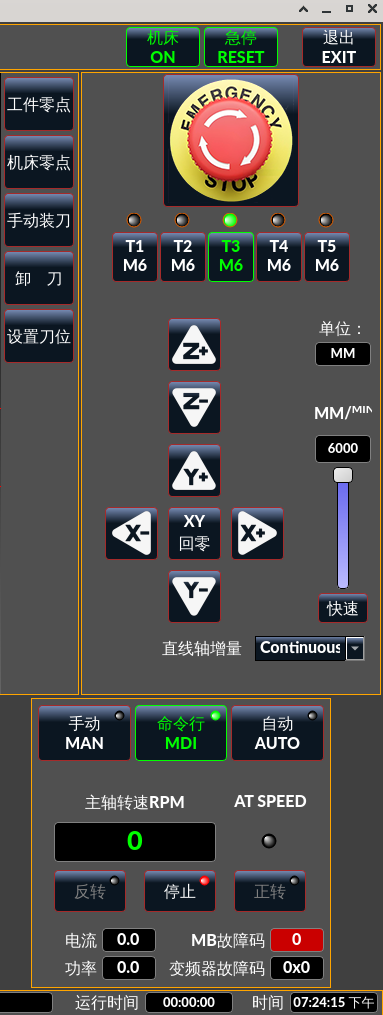 机床
ON
急停
RESET
退出
EXIT
工件零点
机床零点
手动装刀
卸 刀
设置刀位
EMERGENCY
STOP
T1
M6
T2
M6
T3
M6
T4
M6
T5
M6
Z+
单位：
MM
Z-
MM/MIN
6000
Y+
X-
XY
回零
X+
Y-
快速
直线轴增量
Continuous
手动
MAN
命令行
MDI
自动
AUTO
主轴转速RPM
AT SPEED
0
反转
停止
正转
电流
0.0
MB故障码
0
功率
0.0
变频器故障码
0x0
运行时间
00:00:00
时间
07:24:15 下午